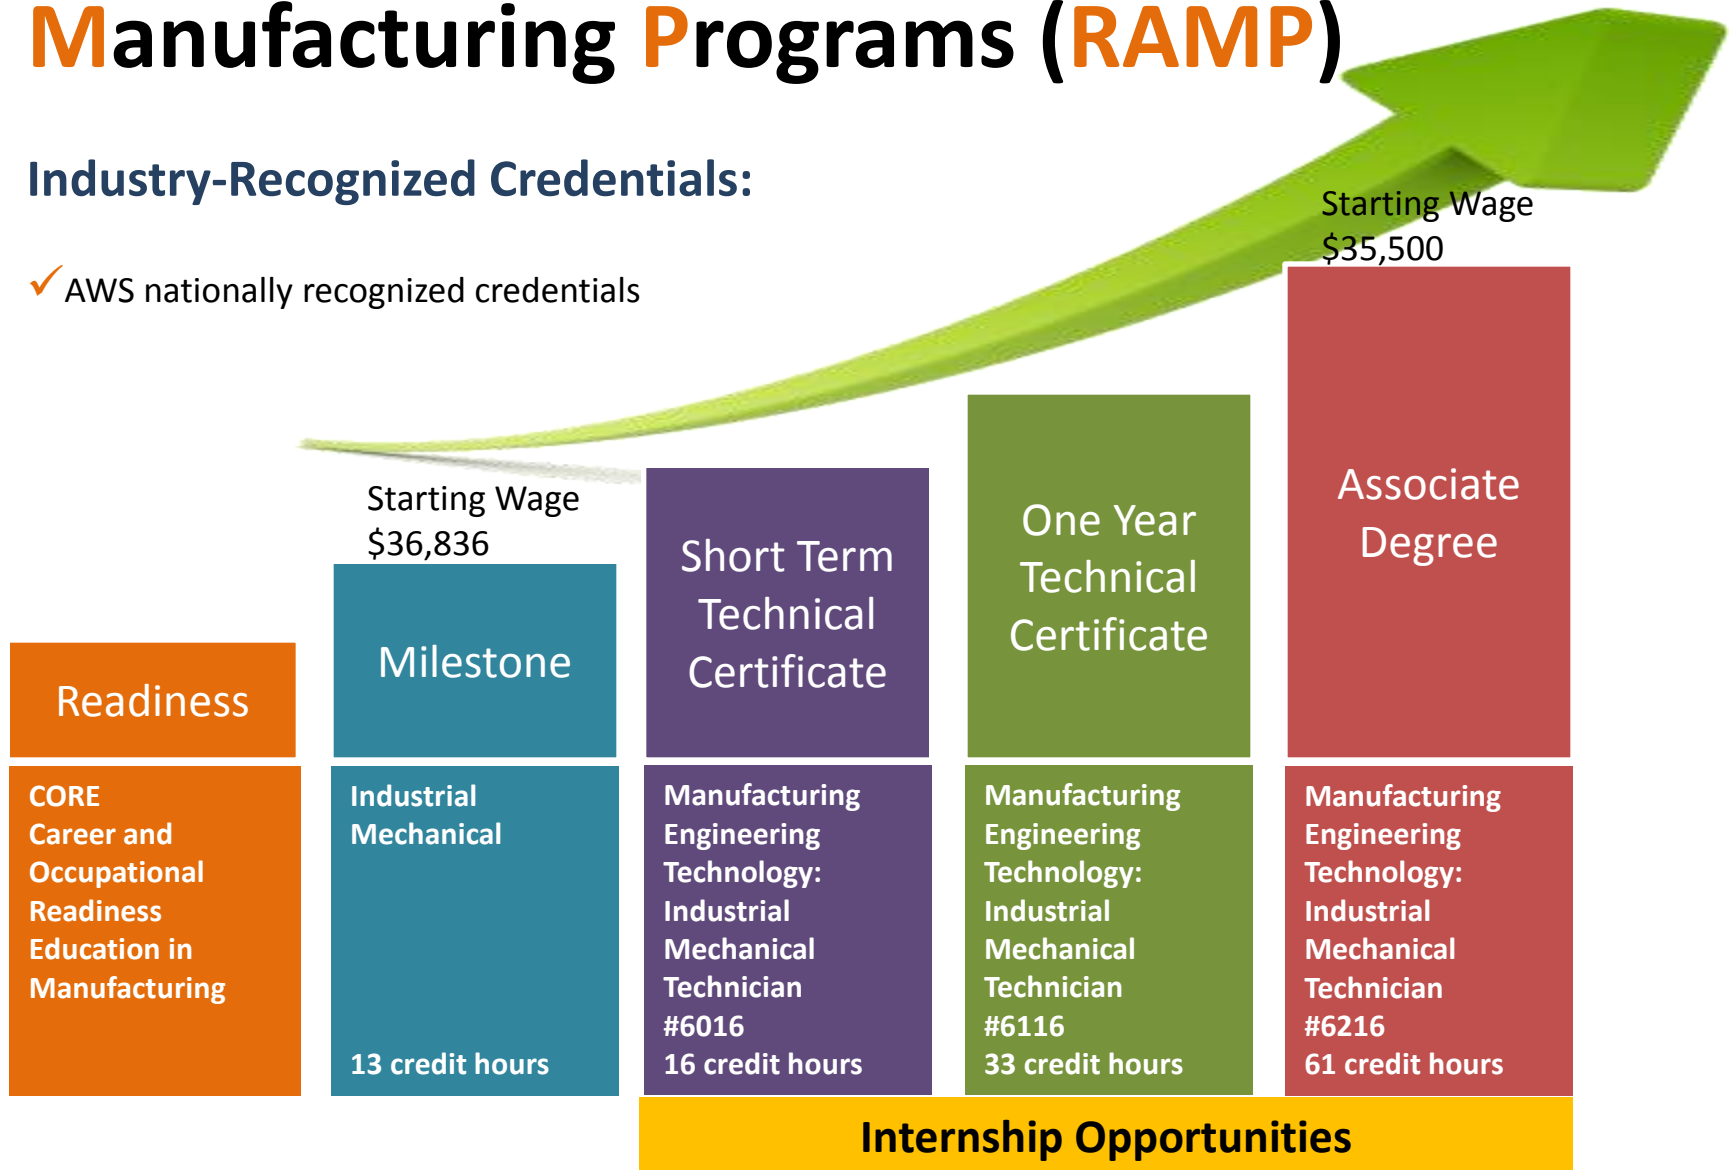 Manufacturing Programs (RAMP)
Industry-Recognized Credentials:
✓AWS nationally recognized credentials
Starting Wage
$35,500
Starting Wage
$36,836
Readiness
Milestone
Short Term
Technical
Certificate
One Year
Technical
Certificate
Associate
Degree
CORE
Career and
Occupational
Readiness
Education in
Manufacturing
Industrial
Mechanical
13 credit hours
Manufacturing
Engineering
Technology:
Industrial
Mechanical
Technician
#6016
16 credit hours
Manufacturing
Engineering
Technology:
Industrial
Mechanical
Technician
#6116
33 credit hours
Manufacturing
Engineering
Technology:
Industrial
Mechanical
Technician
#6216
61 credit hours
Internship Opportunities